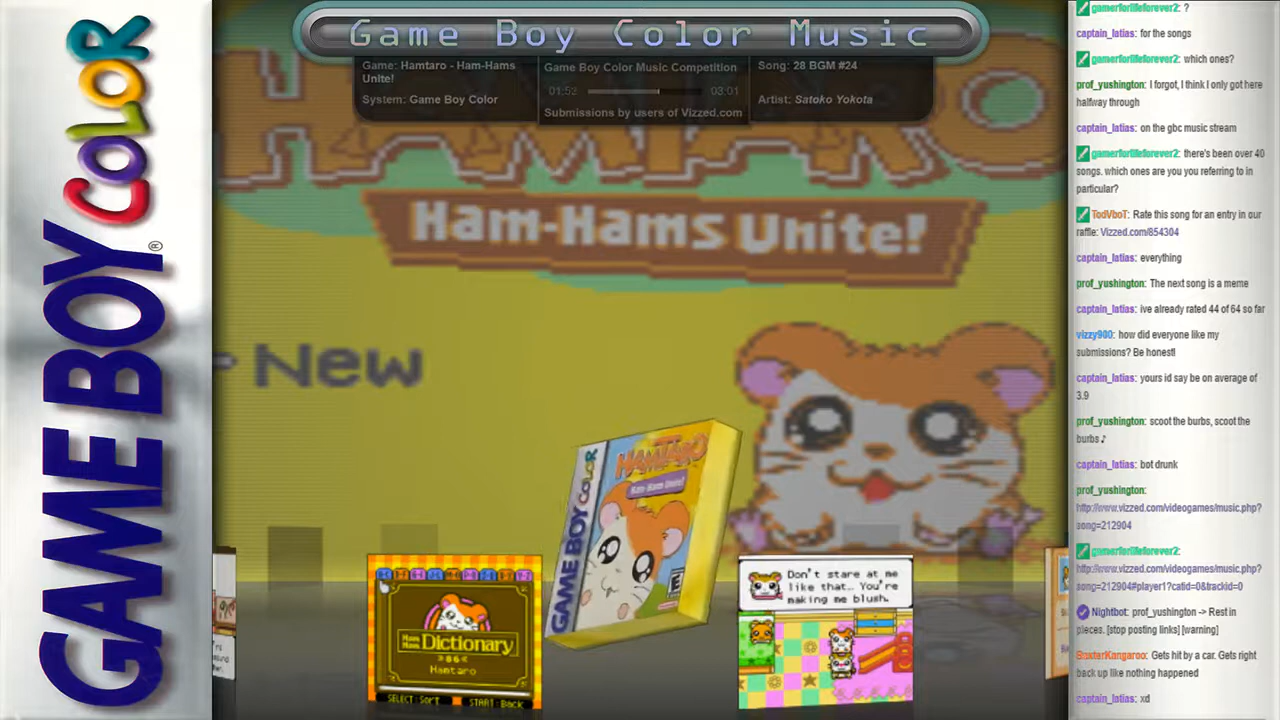 Game Boy Color Music
Game: Hamtaro - Ham-Hams
Unite!
System: Game Boy Color
Game Boy Color Music Competition
01:52
03:01
Submissions by users of Vizzed.com
Song: 28 BGM #24
Artist: Satoko Yokota
GAME BOY COLOR
®
HAMTARO
Ham-Hams Unite!
New
GAME BOY COLOR
HAMTARO
Ham-Hams Unite!
E
Ham
Ham Dictionary
86
Hamtaro
SELECT:Sort
START:Back
Don't stare at me
like that... You're
making me blush.
gamerforlifeforever2: ?
captain_latias: for the songs
gamerforlifeforever2: which ones?
prof_yushington: I forgot, I think I only got here
halfway through
captain_latias: on the gbc music stream
gamerforlifeforever2: there's been over 40
songs. which ones are you you referring to in
particular?
TodVboT: Rate this song for an entry in our
raffle: Vizzed.com/854304
captain_latias: everything
prof_yushington: The next song is a meme
captain_latias: ive already rated 44 of 64 so far
vizzy900: how did everyone like my
submissions? Be honest!
captain_latias: yours id say be on average of
3.9
prof_yushington: scoot the burbs, scoot the
burbs ♪
captain_latias: bot drunk
prof_yushington:
http://www.vizzed.com/videogames/music.php?
song=212904
gamerforlifeforever2:
http://www.vizzed.com/videogames/music.php?
song=212904#player1?catid=0&trackid=0
Nightbot: prof_yushington -> Rest in
pieces. [stop posting links] [warning]
BaxterKangaroo: Gets hit by a car. Gets right
back up like nothing happened
captain_latias: xd